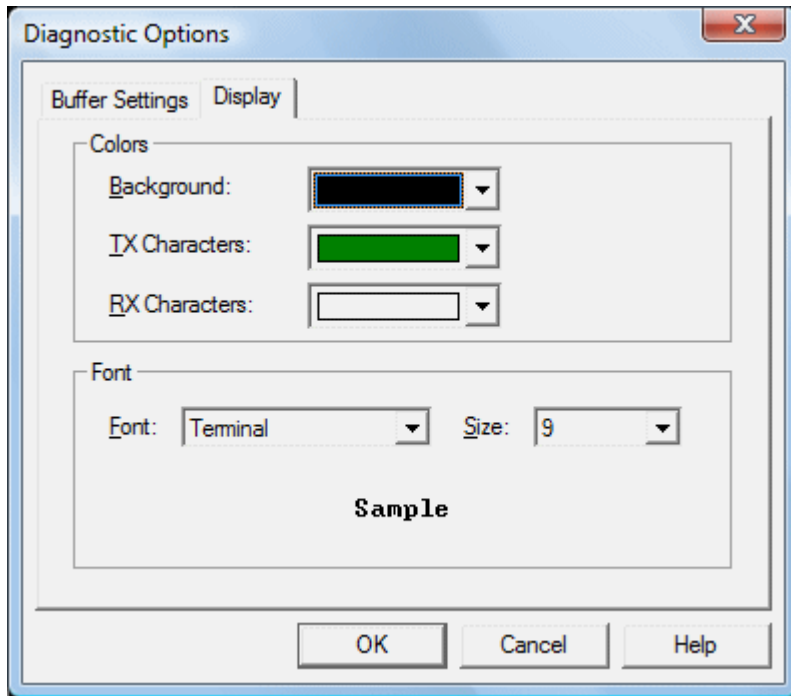 Diagnostic Options
Buffer Settings Display
Colors
Background:
TX Characters:
RX Characters:
Font
Font: Terminal Size: 9
Sample
OK Cancel Help